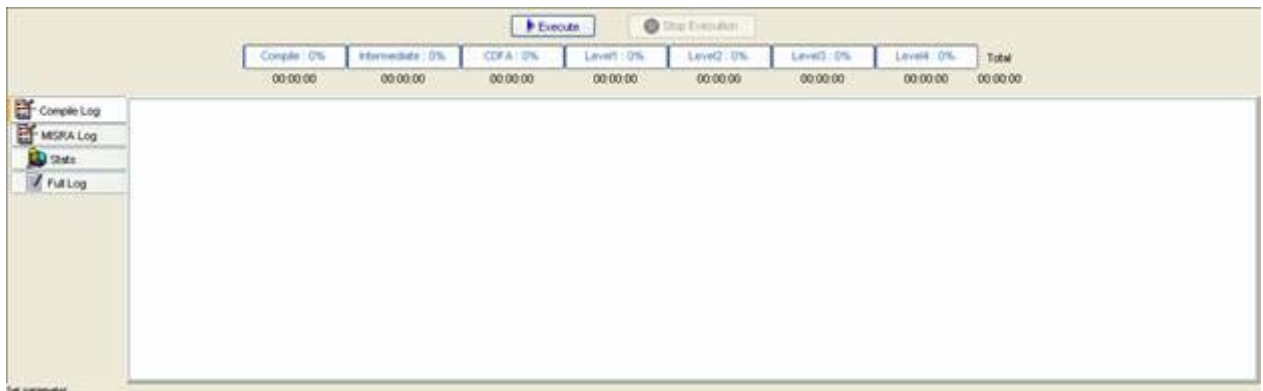 Execute Stop Execution
Compile : 0% Intermediate : 0% CDFA : 0% Level1 : 0% Level2 : 0% Level3 : 0% Level4 : 0% Total
00:00:00 00:00:00 00:00:00 00:00:00 00:00:00 00:00:00 00:00:00 00:00:00
Compile Log
MISRA Log
Stats
Full Log